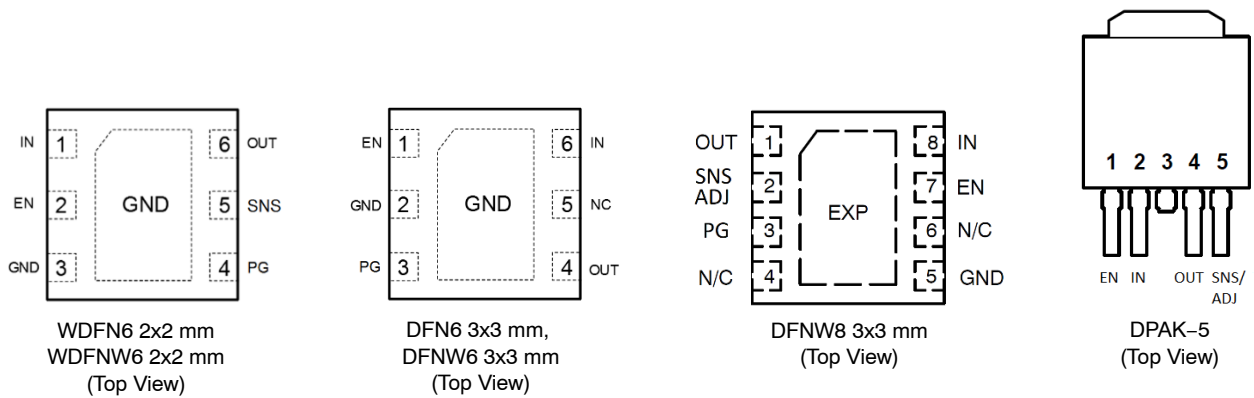 IN 1 6 OUT
EN 2 GND 5 SNS
GND 3 4 PG
WDFN6 2x2 mm
WDFNW6 2x2 mm
(Top View)
EN 1 6 IN
GND 2 GND 5 NC
PG 3 4 OUT
DFN6 3x3 mm,
DFNW6 3x3 mm
(Top View)
OUT 1 8 IN
SNS
ADJ 2 7 EN
PG 3 EXP 6 N/C
N/C 4 5 GND
DFNW8 3x3 mm
(Top View)
1 2 3 4 5
EN IN OUT SNS/
ADJ
DPAK–5
(Top View)